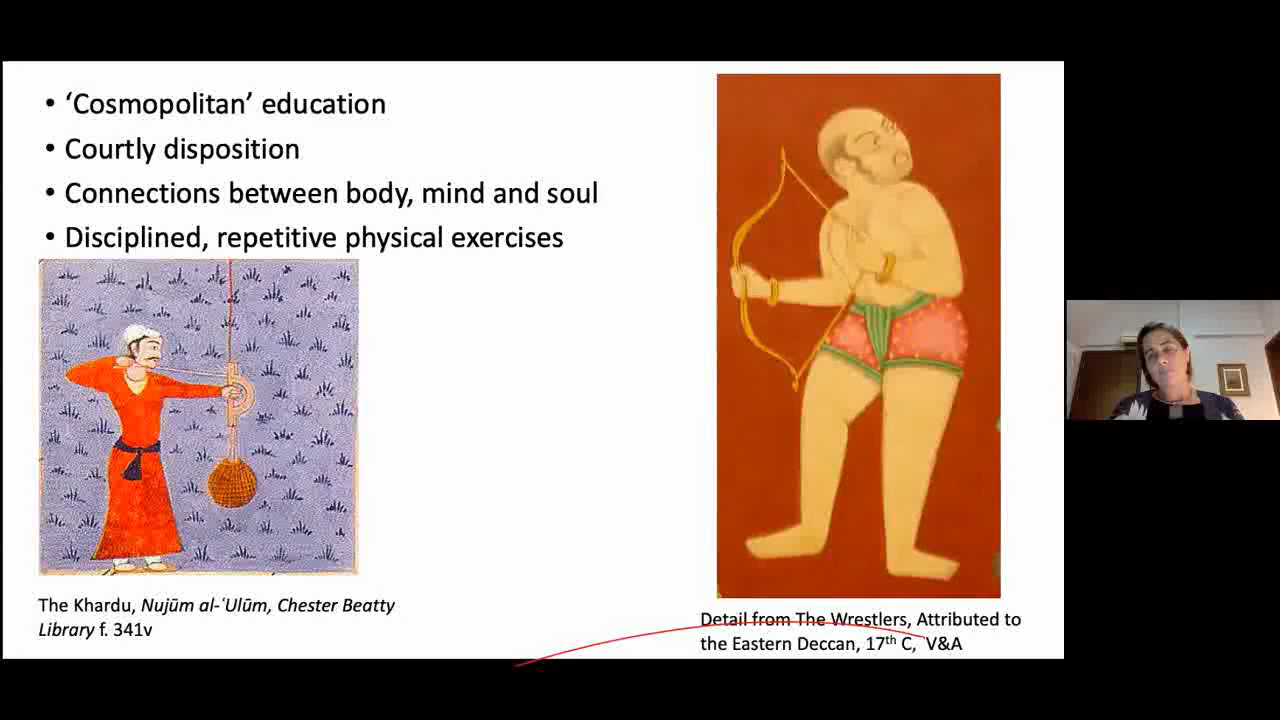 • ‘Cosmopolitan’ education
• Courtly disposition
• Connections between body, mind and soul
• Disciplined, repetitive physical exercises
The Khardu, Nujūm al-ʿUlūm, Chester Beatty
Library f. 341v
Detail from The Wrestlers, Attributed to
the Eastern Deccan, 17th C, V&A